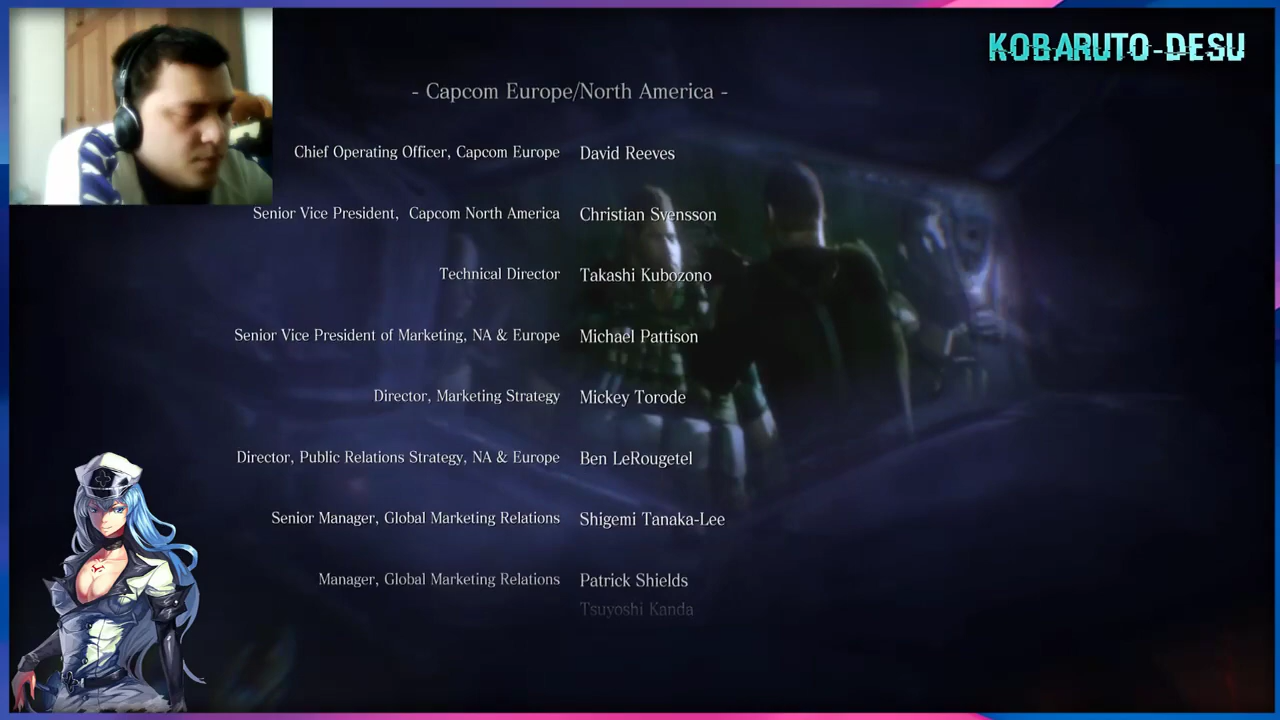 KOBARUTO-DESU
- Capcom Europe/North America -
Chief Operating Officer, Capcom Europe David Reeves
Senior Vice President, Capcom North America Christian Svensson
Technical Director Takashi Kubozono
Senior Vice President of Marketing, NA & Europe Michael Pattison
Director, Marketing Strategy Mickey Torode
Director, Public Relations Strategy, NA & Europe Ben LeRougetel
Senior Manager, Global Marketing Relations Shigemi Tanaka-Lee
Manager, Global Marketing Relations Patrick Shields
Tsuyoshi Kanda